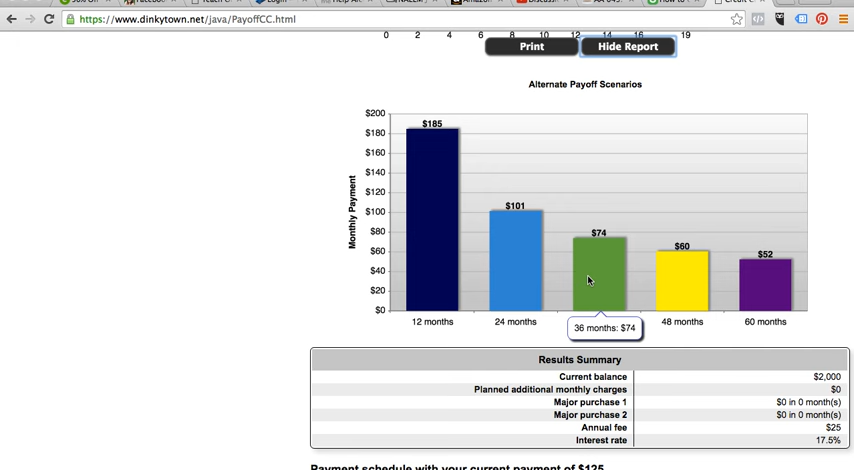 https://www.dinkytown.net/java/PayoffCC.html
0 2 4 6 8 10 12 14 16 19
Print Hide Report
Alternate Payoff Scenarios
Monthly Payment
$200
$180
$160
$140
$120
$100
$80
$60
$40
$20
$0
$185
$101
$74
$60
$52
12 months 24 months 48 months 60 months
36 months: $74
Results Summary
Current balance $2,000
Planned additional monthly charges $0
Major purchase 1 $0 in 0 month(s)
Major purchase 2 $0 in 0 month(s)
Annual fee $25
Interest rate 17.5%
Payment schedule with your current payment of $125